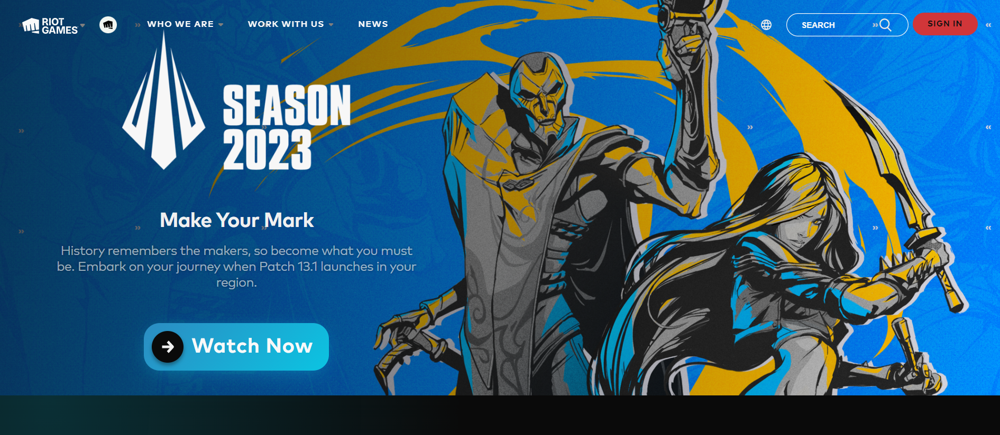 RIOT
GAMES
WHO WE ARE
WORK WITH US
NEWS
SEARCH
SIGN IN
SEASON
2023
Make Your Mark
History remembers the makers, so become what you must
be. Embark on your journey when Patch 13.1 launches in your
region.
Watch Now